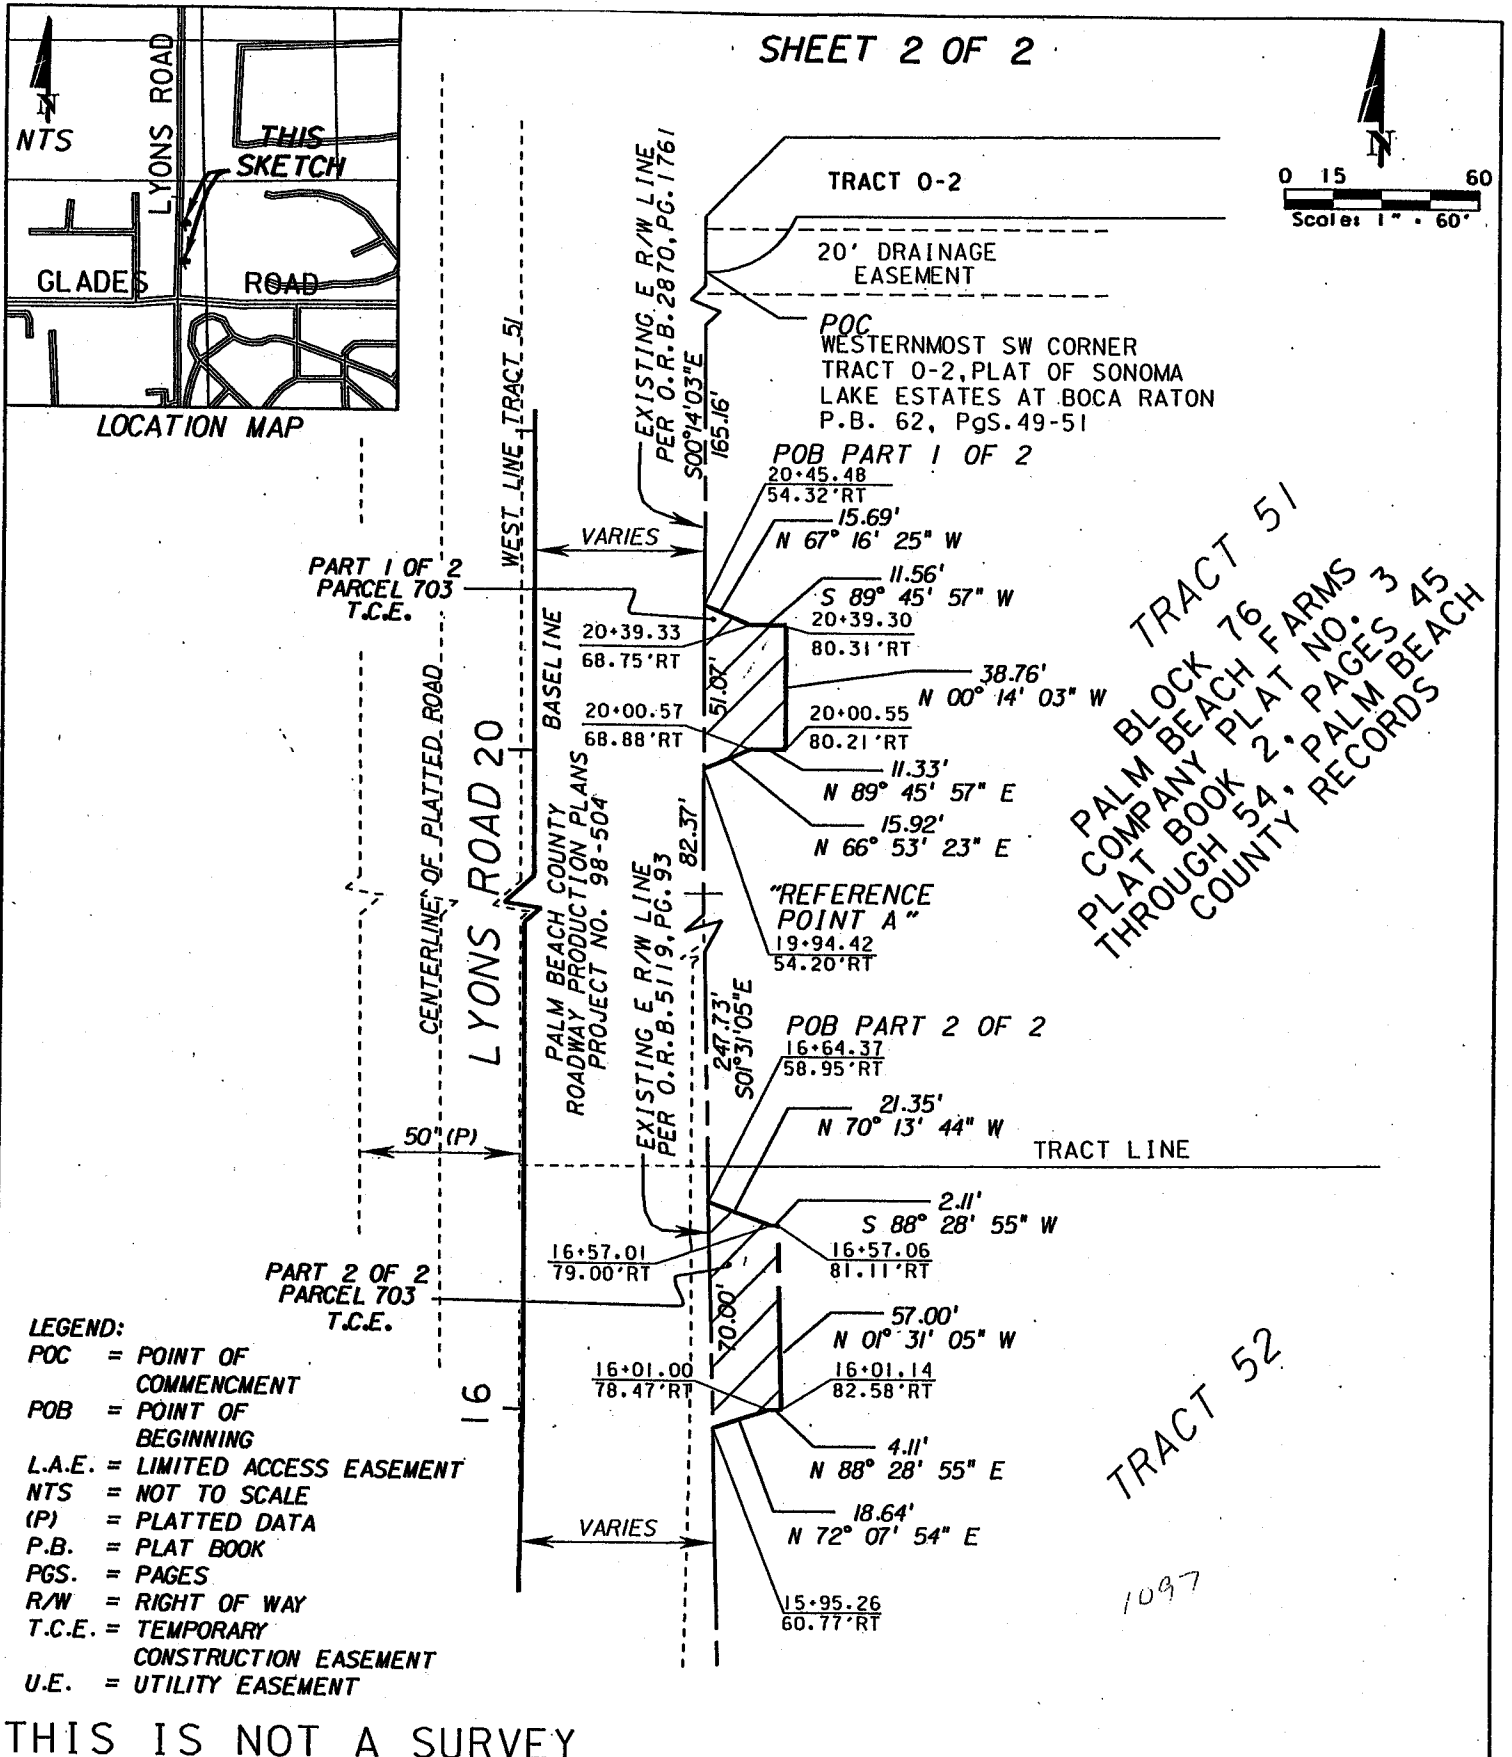 SHEET 2 OF 2
LYONS ROAD
N
NTS
THIS
SKETCH
GLADES ROAD
LOCATION MAP
N
0 15 60
Scale: 1" = 60'
TRACT O-2
20' DRAINAGE
EASEMENT
POC
WESTERNMOST SW CORNER
TRACT O-2, PLAT OF SONOMA
LAKE ESTATES AT BOCA RATON
P.B. 62, PgS. 49-51
EXISTING E R/W LINE
PER O.R.B. 2870, PG. 1761
S00°14'03"E
165.16'
WEST LINE TRACT 51
POB PART 1 OF 2
20+45.48
54.32'RT
15.69'
N 67° 16' 25" W
VARIES
PART 1 OF 2
PARCEL 703
T.C.E.
11.56'
S 89° 45' 57" W
20+39.33
68.75'RT
20+39.30
80.31'RT
51.07'
38.76'
N 00° 14' 03" W
20+00.57
68.88'RT
20+00.55
80.21'RT
11.33'
N 89° 45' 57" E
15.92'
N 66° 53' 23" E
82.37'
"REFERENCE
POINT A"
19+94.42
54.20'RT
BASELINE
CENTERLINE OF PLATTED ROAD
LYONS ROAD
20
PALM BEACH COUNTY
ROADWAY PRODUCTION PLANS
PROJECT NO. 98-504
EXISTING E R/W LINE
PER O.R.B. 5119, PG. 93
TRACT 51
BLOCK 76
PALM BEACH FARMS
COMPANY PLAT NO. 3
PLAT BOOK 2, PAGES 45
THROUGH 54, PALM BEACH
COUNTY RECORDS
247.73'
S01°31'05"E
POB PART 2 OF 2
16+64.37
58.95'RT
21.35'
N 70° 13' 44" W
50' (P)
TRACT LINE
2.11'
S 88° 28' 55" W
16+57.01
79.00'RT
16+57.06
81.11'RT
PART 2 OF 2
PARCEL 703
T.C.E.
70.00'
57.00'
N 01° 31' 05" W
16+01.00
78.47'RT
16+01.14
82.58'RT
16
4.11'
N 88° 28' 55" E
18.64'
N 72° 07' 54" E
VARIES
15+95.26
60.77'RT
TRACT 52
1097
LEGEND:
POC = POINT OF
COMMENCMENT
POB = POINT OF
BEGINNING
L.A.E. = LIMITED ACCESS EASEMENT
NTS = NOT TO SCALE
(P) = PLATTED DATA
P.B. = PLAT BOOK
PGS. = PAGES
R/W = RIGHT OF WAY
T.C.E. = TEMPORARY
CONSTRUCTION EASEMENT
U.E. = UTILITY EASEMENT
THIS IS NOT A SURVEY